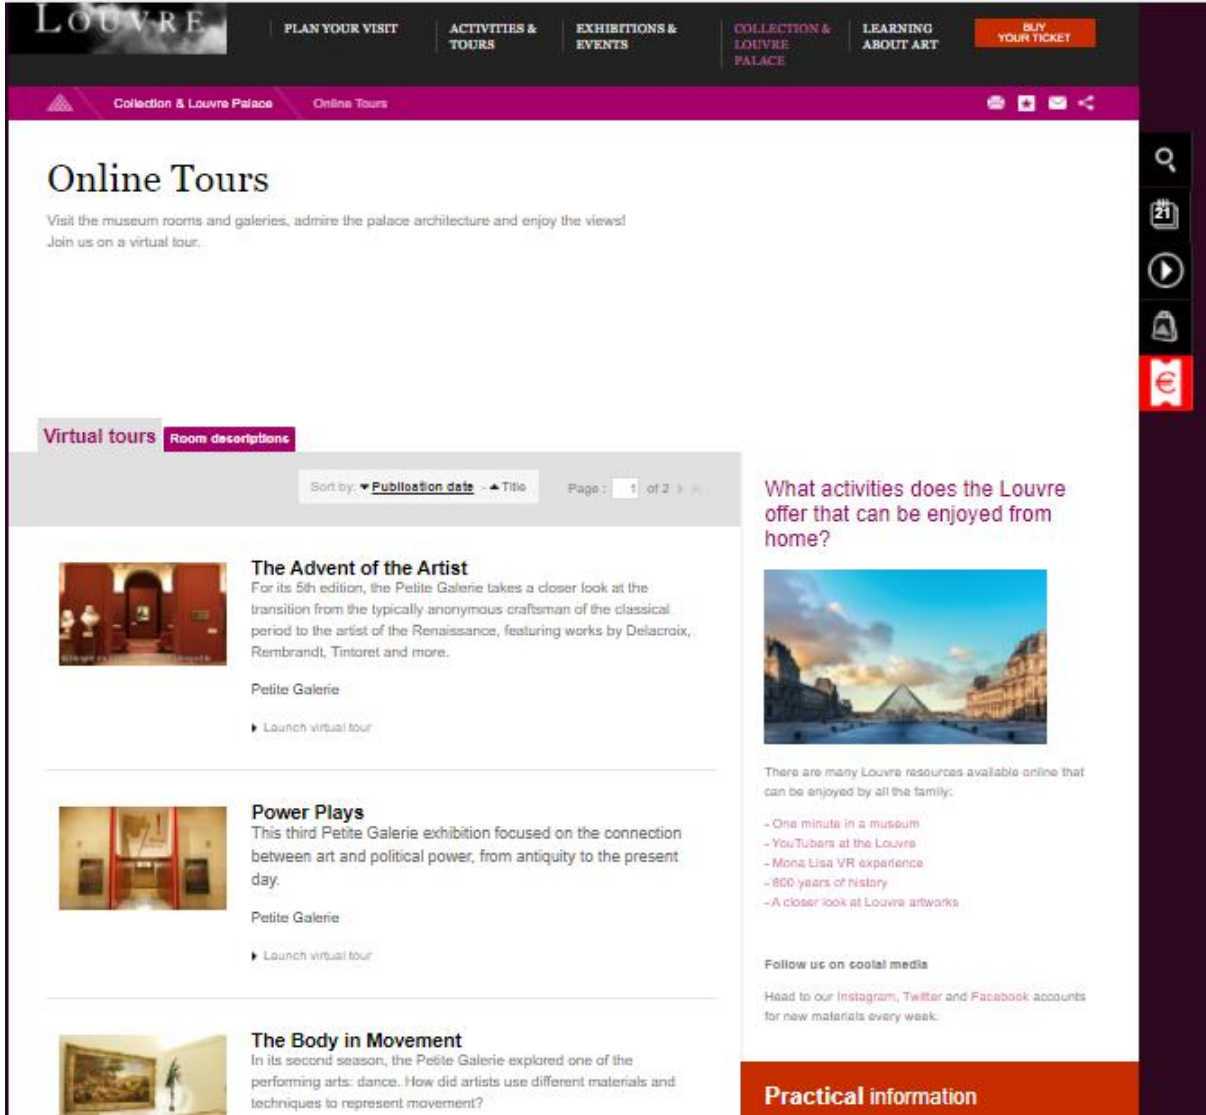 LOUVRE
PLAN YOUR VISIT
ACTIVITIES &
TOURS
EXHIBITIONS &
EVENTS
COLLECTION &
LOUVRE
PALACE
LEARNING
ABOUT ART
BUY
YOUR TICKET
Collection & Louvre Palace
Online Tours
21
€
Online Tours
Visit the museum rooms and galeries, admire the palace architecture and enjoy the views!
Join us on a virtual tour.
Virtual tours
Room descriptions
Sort by: Publication date - Title
Page : 1 of 2
The Advent of the Artist
For its 5th edition, the Petite Galerie takes a closer look at the
transition from the typically anonymous craftsman of the classical
period to the artist of the Renaissance, featuring works by Delacroix,
Rembrandt, Tintoret and more.
Petite Galerie
Launch virtual tour
Power Plays
This third Petite Galerie exhibition focused on the connection
between art and political power, from antiquity to the present
day.
Petite Galerie
Launch virtual tour
The Body in Movement
In its second season, the Petite Galerie explored one of the
performing arts: dance. How did artists use different materials and
techniques to represent movement?
What activities does the Louvre
offer that can be enjoyed from
home?
There are many Louvre resources available online that
can be enjoyed by all the family:
- One minute in a museum
- YouTubers at the Louvre
- Mona Lisa VR experience
- 800 years of history
- A closer look at Louvre artworks
Follow us on social media
Head to our Instagram, Twitter and Facebook accounts
for new materials every week.
Practical information